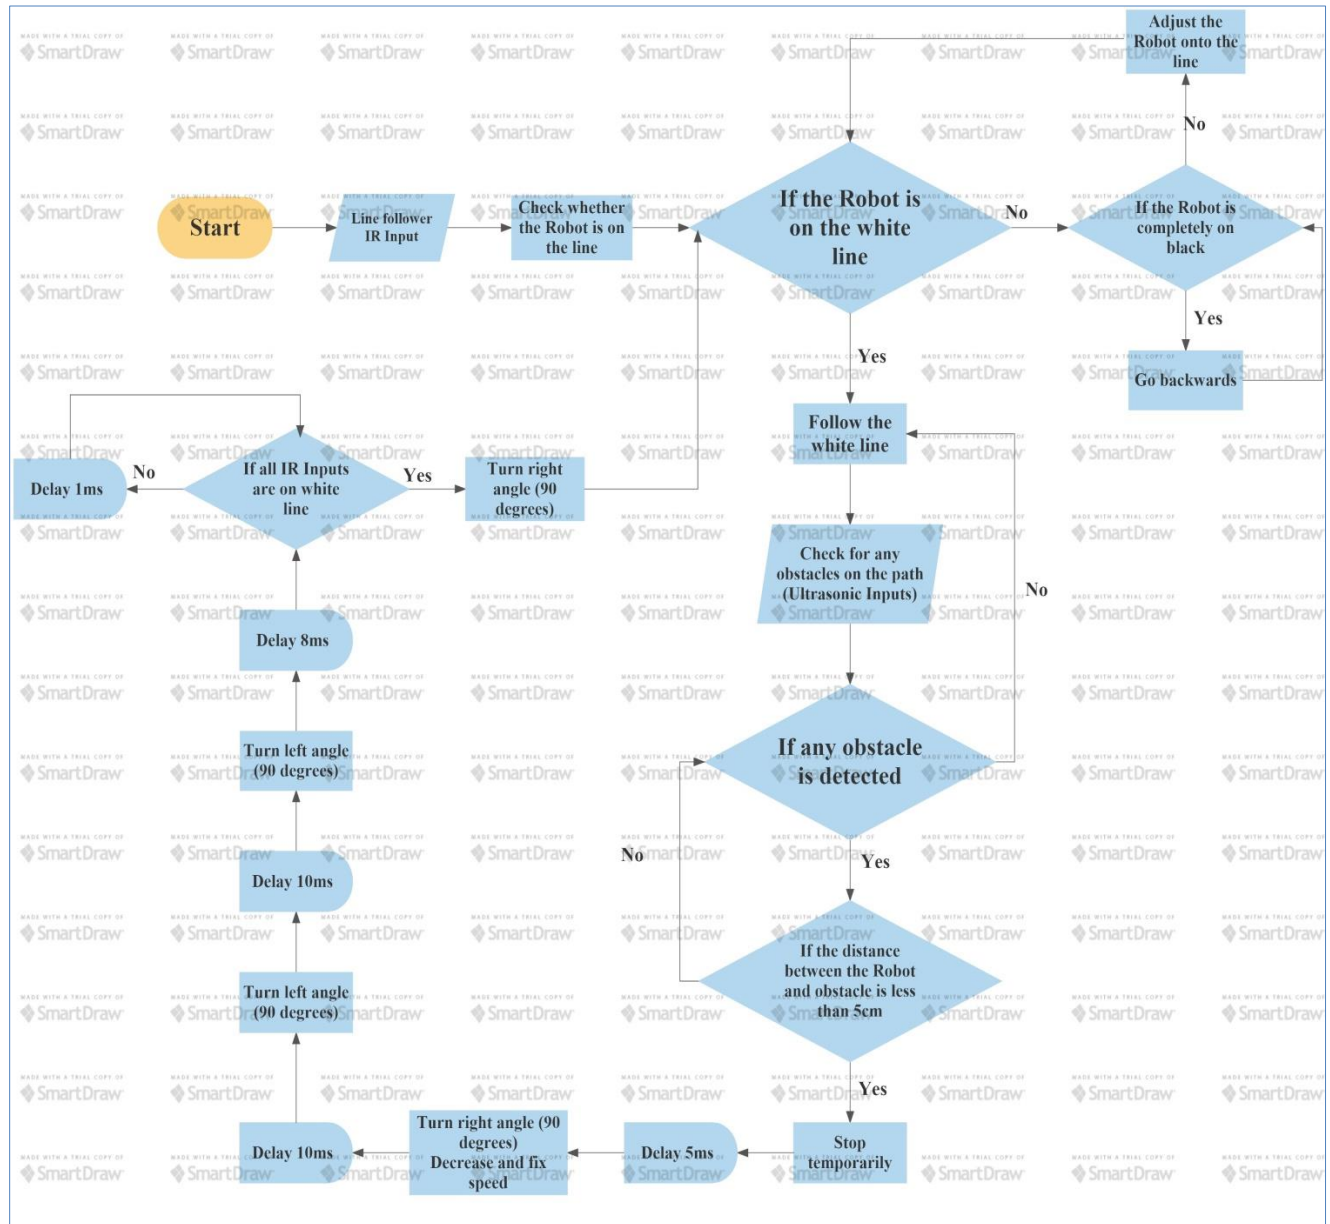 Adjust the
Robot onto the
line
No
Start
Line follower
IR Input
Check whether
the Robot is on
the line
If the Robot is
on the white
line
No
If the Robot is
completely on
black
Yes
Go backwards
Yes
Follow the
white line
Check for any
obstacles on the path
(Ultrasonic Inputs)
No
If any obstacle
is detected
Yes
No
If the distance
between the Robot
and obstacle is less
than 5cm
Yes
Stop
temporarily
Delay 5ms
Turn right angle (90
degrees)
Decrease and fix
speed
Delay 10ms
Turn left angle
(90 degrees)
Delay 10ms
Turn left angle
(90 degrees)
Delay 8ms
If all IR Inputs
are on white
line
No
Delay 1ms
Yes
Turn right
angle (90
degrees)
MADE WITH A TRIAL COPY OF
SmartDraw